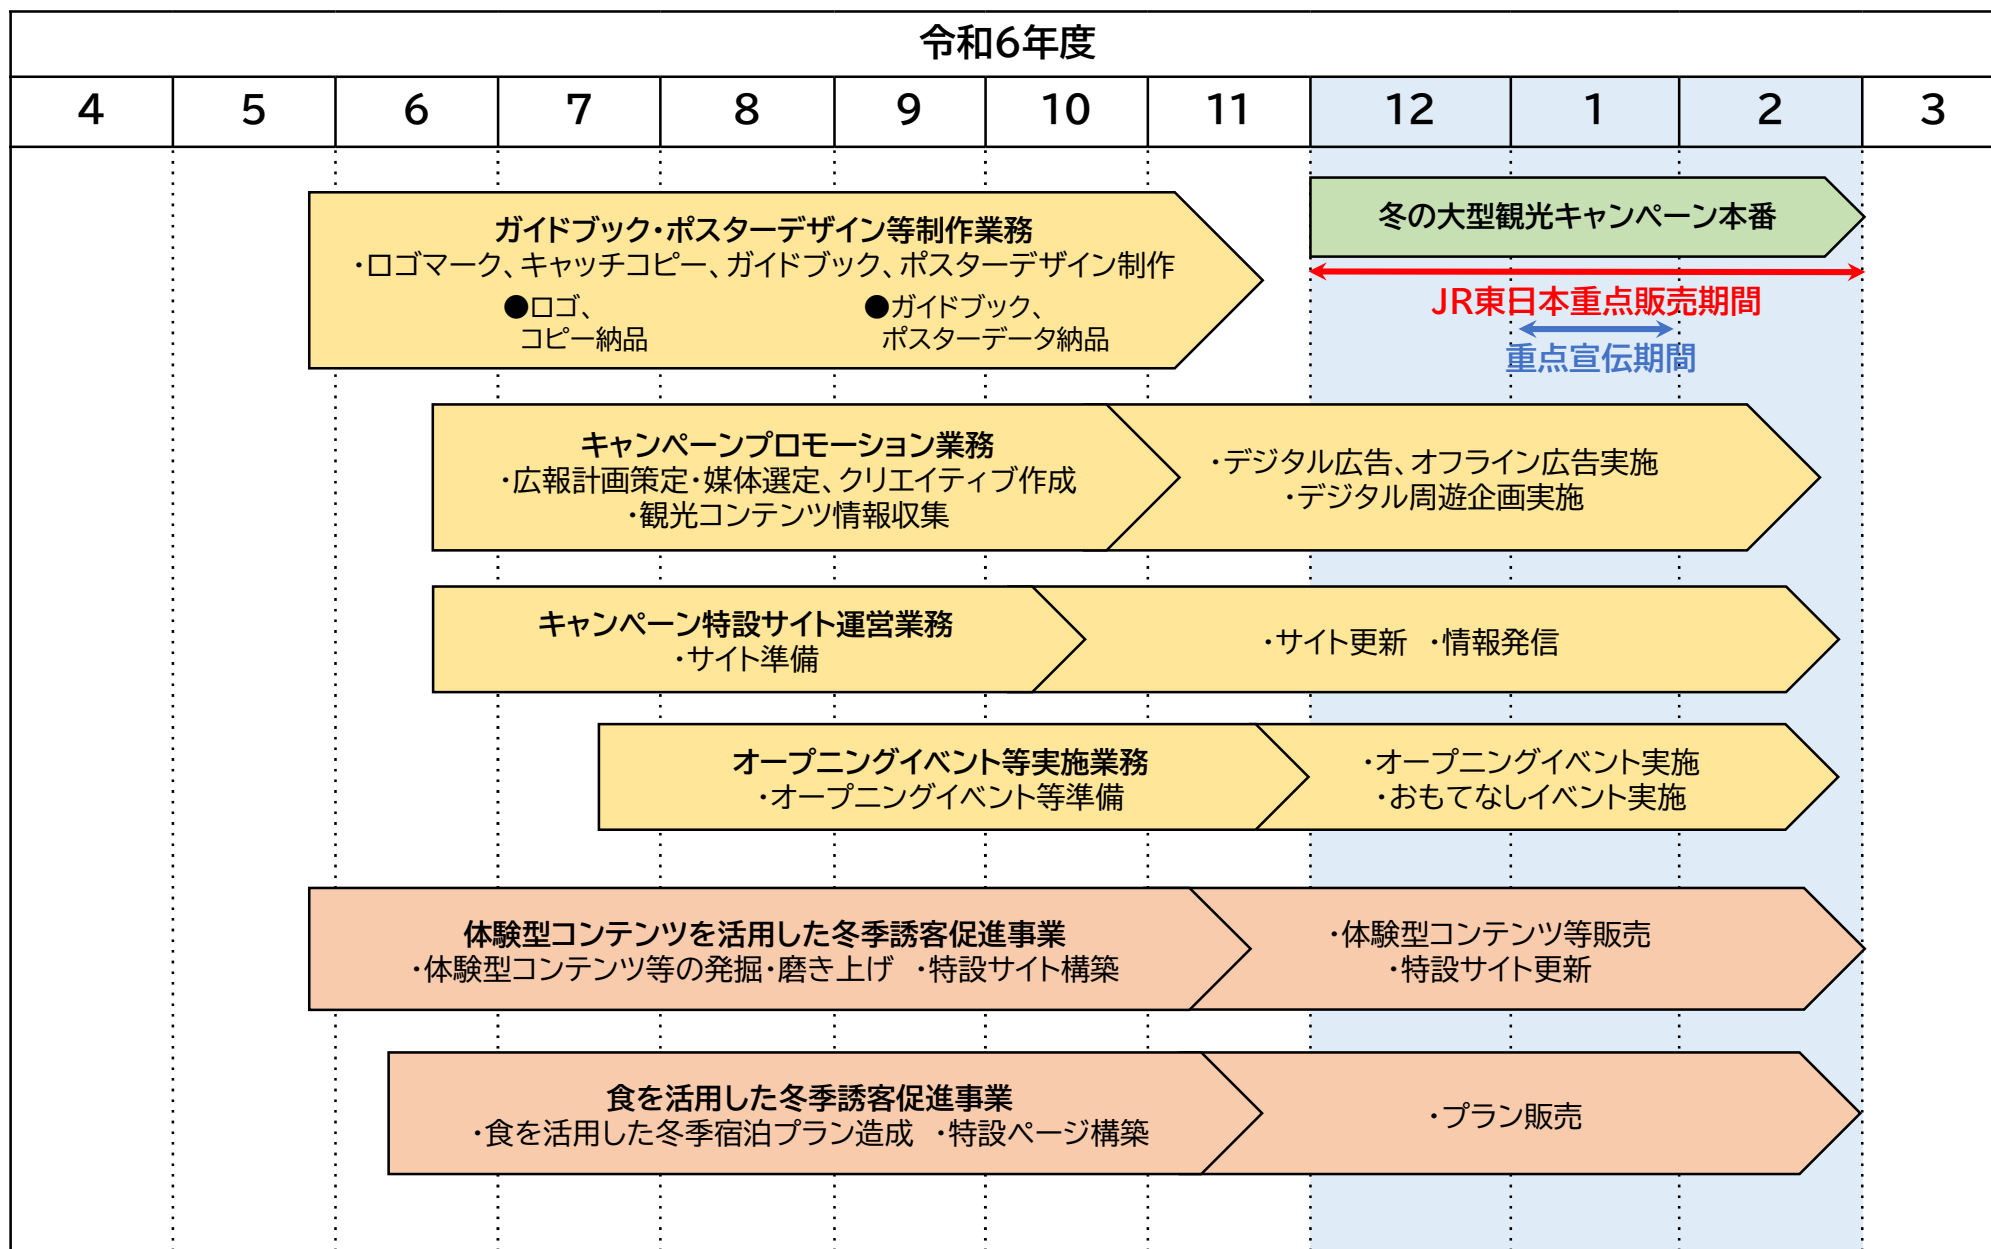 令和6年度
4 5 6 7 8 9 10 11 12 1 2 3
ガイドブック・ポスターデザイン等制作業務
・ロゴマーク、キャッチコピー、ガイドブック、ポスターデザイン制作
●ロゴ、
コピー納品
●ガイドブック、
ポスターデータ納品
冬の大型観光キャンペーン本番
JR東日本重点販売期間
重点宣伝期間
キャンペーンプロモーション業務
・広報計画策定・媒体選定、クリエイティブ作成
・観光コンテンツ情報収集
・デジタル広告、オフライン広告実施
・デジタル周遊企画実施
キャンペーン特設サイト運営業務
・サイト準備
・サイト更新　・情報発信
オープニングイベント等実施業務
・オープニングイベント等準備
・オープニングイベント実施
・おもてなしイベント実施
体験型コンテンツを活用した冬季誘客促進事業
・体験型コンテンツ等の発掘・磨き上げ　・特設サイト構築
・体験型コンテンツ等販売
・特設サイト更新
食を活用した冬季誘客促進事業
・食を活用した冬季宿泊プラン造成　・特設ページ構築
・プラン販売